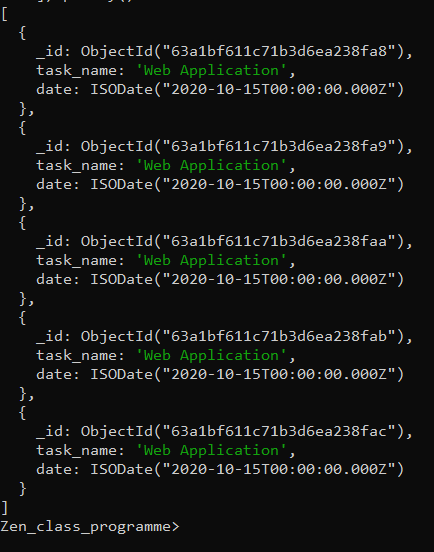 [
  {
    _id: ObjectId("63a1bf611c71b3d6ea238fa8"),
    task_name: 'Web Application',
    date: ISODate("2020-10-15T00:00:00.000Z")
  },
  {
    _id: ObjectId("63a1bf611c71b3d6ea238fa9"),
    task_name: 'Web Application',
    date: ISODate("2020-10-15T00:00:00.000Z")
  },
  {
    _id: ObjectId("63a1bf611c71b3d6ea238faa"),
    task_name: 'Web Application',
    date: ISODate("2020-10-15T00:00:00.000Z")
  },
  {
    _id: ObjectId("63a1bf611c71b3d6ea238fab"),
    task_name: 'Web Application',
    date: ISODate("2020-10-15T00:00:00.000Z")
  },
  {
    _id: ObjectId("63a1bf611c71b3d6ea238fac"),
    task_name: 'Web Application',
    date: ISODate("2020-10-15T00:00:00.000Z")
  }
]
Zen_class_programme>